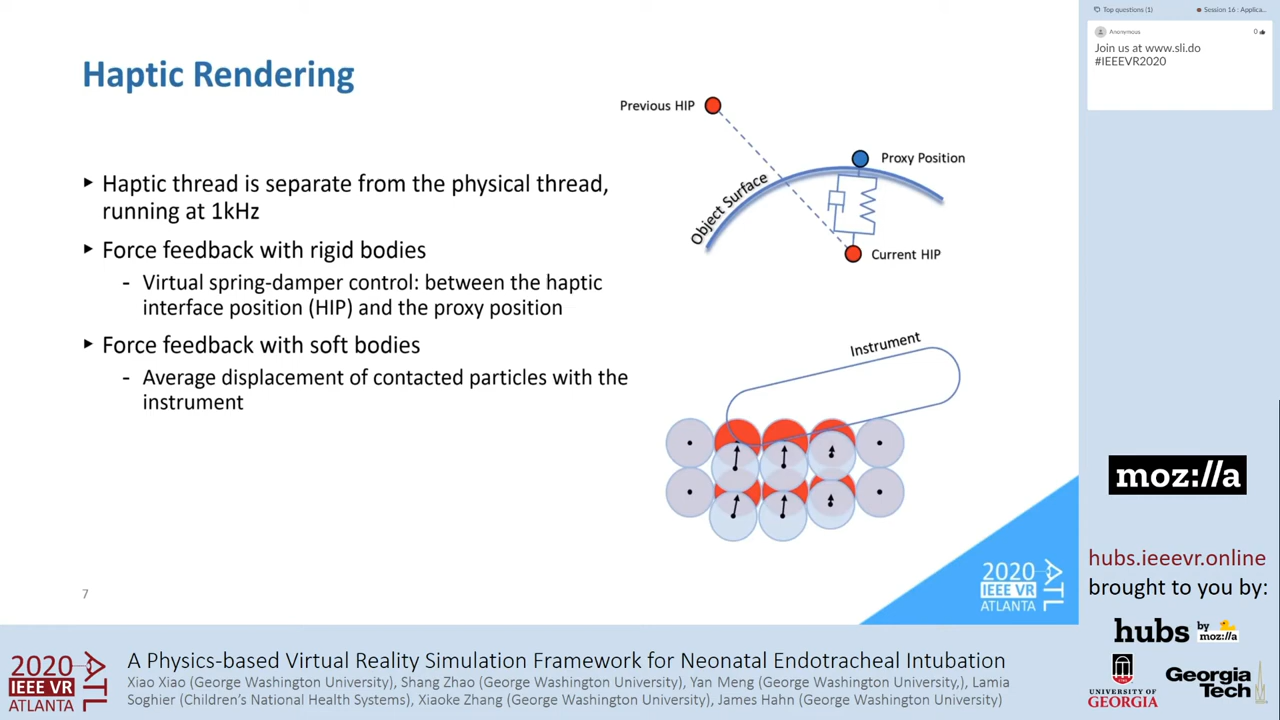 Haptic Rendering
Previous HIP
Proxy Position
Object Surface
Current HIP
Haptic thread is separate from the physical thread,
running at 1kHz
Force feedback with rigid bodies
- Virtual spring-damper control: between the haptic
interface position (HIP) and the proxy position
Force feedback with soft bodies
- Average displacement of contacted particles with the
instrument
Instrument
7
2020
IEEE VR
ATLANTA
ATL
Top questions (1)
Session 16 : Applica...
Anonymous
0
Join us at www.sli.do
#IEEEVR2020
moz://a
hubs.ieeevr.online
brought to you by:
hubs by moz://a
UNIVERSITY OF
GEORGIA
Georgia
Tech
2020
IEEE VR
ATLANTA
ATL
A Physics-based Virtual Reality Simulation Framework for Neonatal Endotracheal Intubation
Xiao Xiao (George Washington University), Shang Zhao (George Washington University), Yan Meng (George Washington University,), Lamia
Soghier (Children's National Health Systems), Xiaoke Zhang (George Washington University), James Hahn (George Washington University)